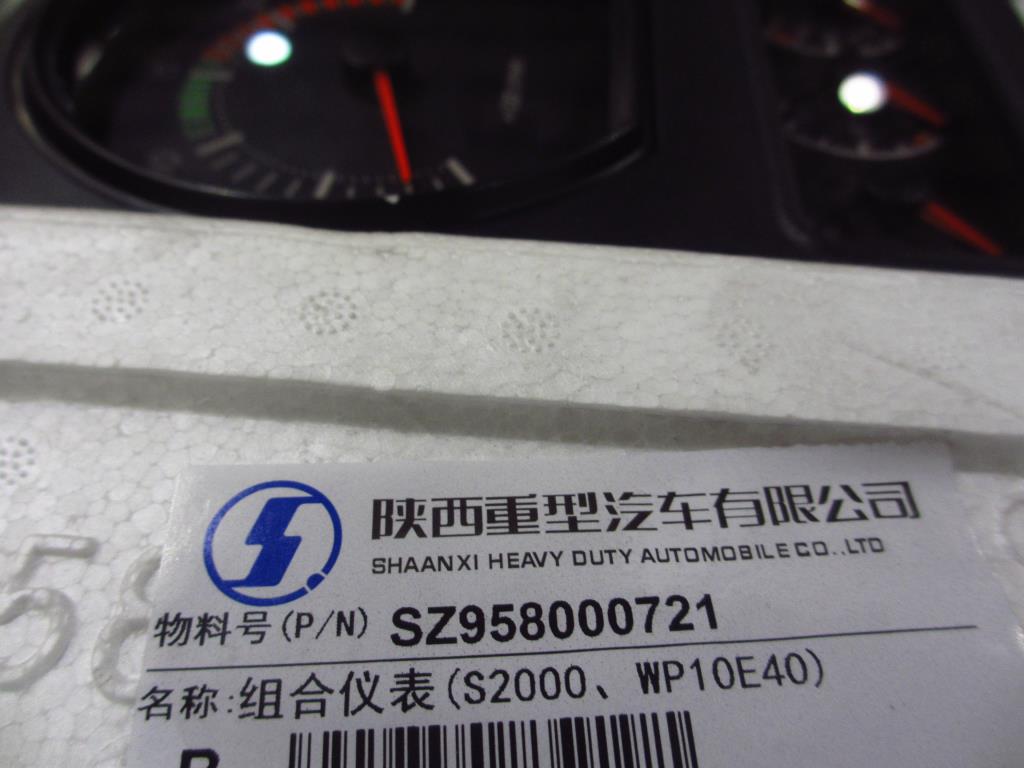 陕西重型汽车有限公司
SHAANXI HEAVY DUTY AUTOMOBILE CO.,LTD
物料号(P/N) SZ958000721
名称:组合仪表(S2000、WP10E40)
58